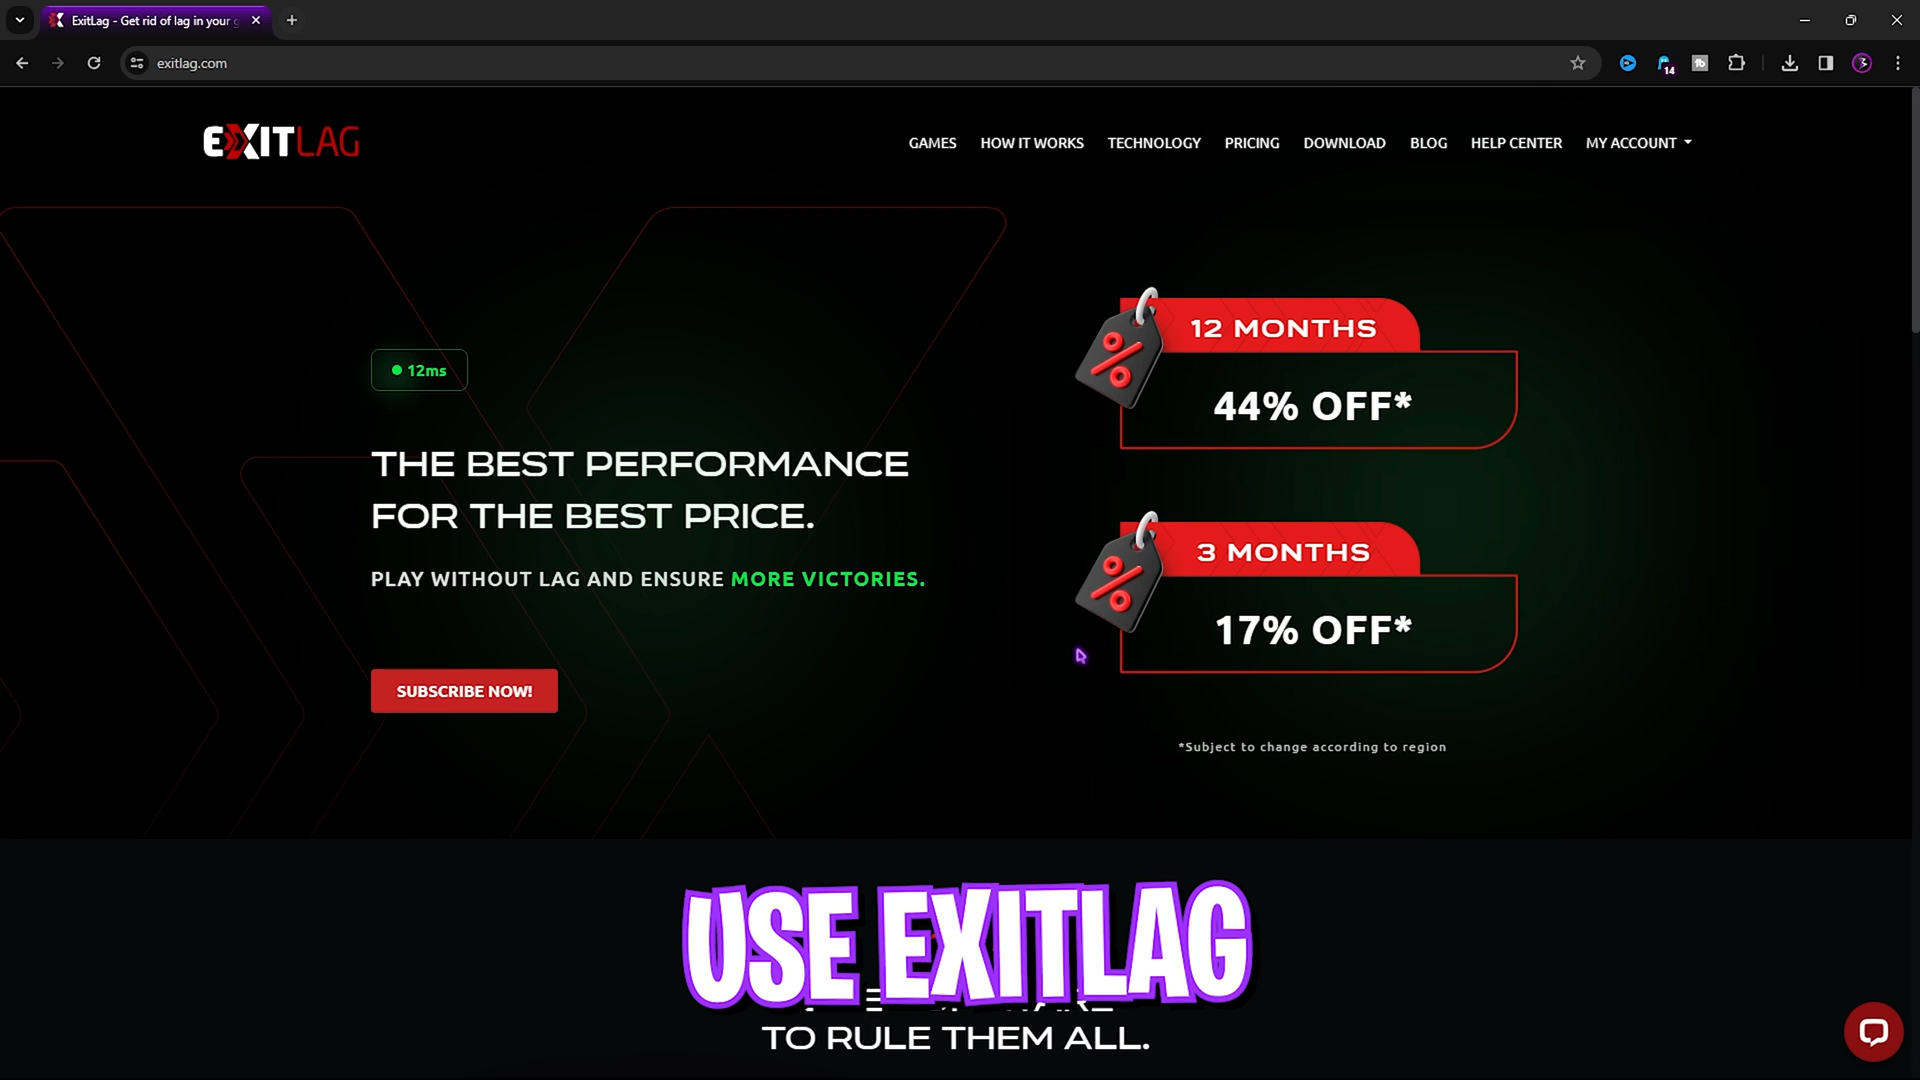 ExitLag - Get rid of lag in your g
exitlag.com
14
EXITLAG
GAMES HOW IT WORKS TECHNOLOGY PRICING DOWNLOAD BLOG HELP CENTER MY ACCOUNT
12ms
THE BEST PERFORMANCE
FOR THE BEST PRICE.
PLAY WITHOUT LAG AND ENSURE MORE VICTORIES.
SUBSCRIBE NOW!
12 MONTHS
44% OFF*
3 MONTHS
17% OFF*
*Subject to change according to region
USE EXITLAG
TO RULE THEM ALL.